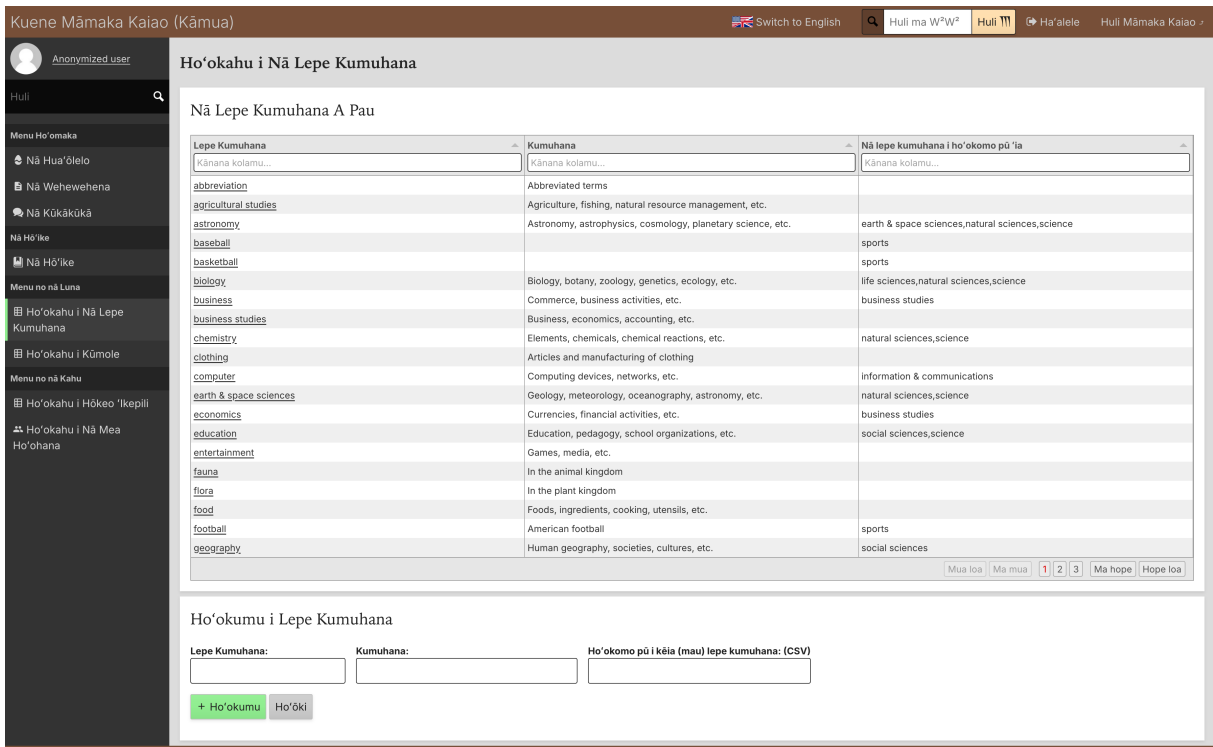 Kuene Māmaka Kaiao (Kāmua)
Switch to English
Huli ma W²W²
Huli
Haʻalele
Huli Māmaka Kaiao
Anonymized user
Huli
Menu Hoʻomaka
Nā Huaʻōlelo
Nā Wehewehena
Nā Kūkākūkā
Nā Hōʻike
Nā Hōʻike
Menu no nā Luna
Hoʻokahu i Nā Lepe
Kumuhana
Hoʻokahu i Kūmole
Menu no nā Kahu
Hoʻokahu i Hōkeo ʻIkepili
Hoʻokahu i Nā Mea
Hoʻohana
Hoʻokahu i Nā Lepe Kumuhana
Nā Lepe Kumuhana A Pau
Lepe Kumuhana Kumuhana Nā lepe kumuhana i hoʻokomo pū ʻia
Kānana kolamu... Kānana kolamu... Kānana kolamu...
abbreviation Abbreviated terms
agricultural studies Agriculture, fishing, natural resource management, etc.
astronomy Astronomy, astrophysics, cosmology, planetary science, etc. earth & space sciences,natural sciences,science
baseball sports
basketball sports
biology Biology, botany, zoology, genetics, ecology, etc. life sciences,natural sciences,science
business Commerce, business activities, etc. business studies
business studies Business, economics, accounting, etc.
chemistry Elements, chemicals, chemical reactions, etc. natural sciences,science
clothing Articles and manufacturing of clothing
computer Computing devices, networks, etc. information & communications
earth & space sciences Geology, meteorology, oceanography, astronomy, etc. natural sciences,science
economics Currencies, financial activities, etc. business studies
education Education, pedagogy, school organizations, etc. social sciences,science
entertainment Games, media, etc.
fauna In the animal kingdom
flora In the plant kingdom
food Foods, ingredients, cooking, utensils, etc.
football American football sports
geography Human geography, societies, cultures, etc. social sciences
Mua loa Ma mua 1 2 3 Ma hope Hope loa
Hoʻokumu i Lepe Kumuhana
Lepe Kumuhana: Kumuhana: Hoʻokomo pū i kēia (mau) lepe kumuhana: (CSV)
+ Hoʻokumu Hoʻōki